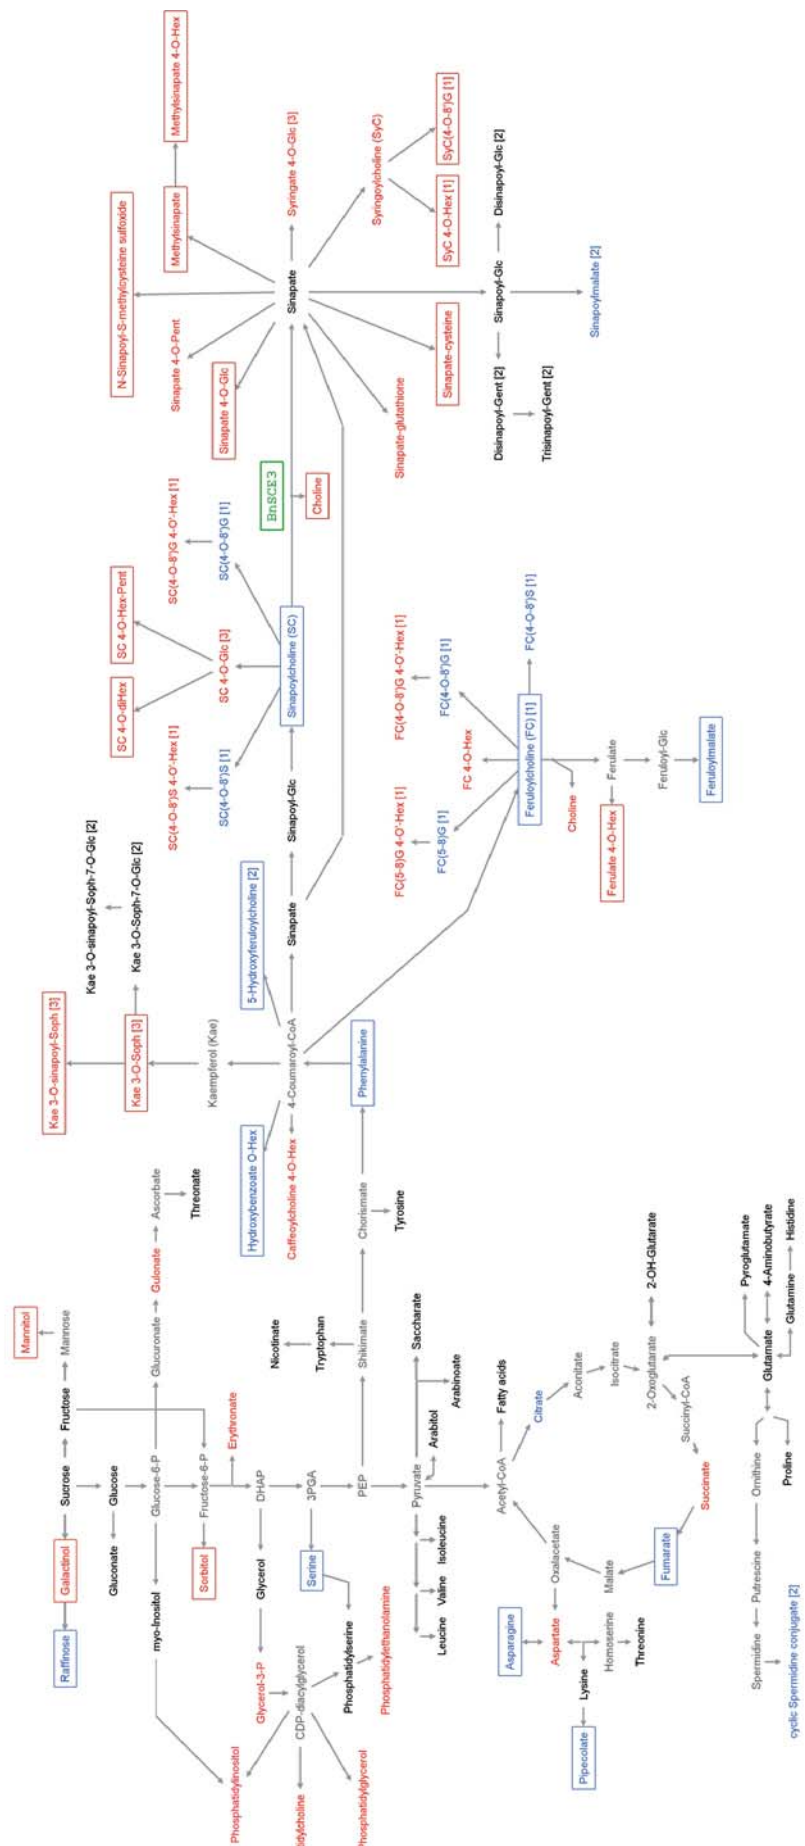 Mannitol
Kae 3-O-sinapoyl-Soph [3]
Kae 3-O-sinapoyl-Soph-7-O-Glc [2]
N-Sinapoyl-S-methylcysteine sulfoxide
Methylsinapate
Methylsinapate 4-O-Hex
Raffinose
Galactinol
Sucrose
Fructose
Mannose
Kae 3-O-Soph [3]
Kae 3-O-Soph-7-O-Glc [2]
SC 4-O-diHex
SC 4-O-Hex-Pent
Sinapate 4-O-Pent
Gluconate
Glucose
SC(4-O-8')S 4-O'-Hex [1]
SC 4-O-Glc [3]
SC(4-O-8')G 4-O'-Hex [1]
Sinapate 4-O-Glc
myo-Inositol
Glucose-6-P
Glucuronate
Gulonate
Ascorbate
Threonate
Kaempferol (Kae)
SC(4-O-8')S [1]
SC(4-O-8')G [1]
Sorbitol
Fructose-6-P
Erythronate
Hydroxybenzoate O-Hex
5-Hydroxyferuloylcholine [2]
BnSCE3
Phosphatidylinositol
Glycerol-3-P
Glycerol
DHAP
Nicotinate
Caffeoylcholine 4-O-Hex
4-Coumaroyl-CoA
Sinapate
Sinapoyl-Glc
Sinapoylcholine (SC)
Choline
Sinapate
Syringate 4-O-Glc [3]
idylcholine
CDP-diacylglycerol
Serine
3PGA
Tryptophan
Phenylalanine
phosphatidylglycerol
Phosphatidylserine
PEP
Shikimate
Chorismate
Tyrosine
Sinapate-glutathione
Sinapate-cysteine
Syringoylcholine (SyC)
Phosphatidylethanolamine
Pyruvate
Saccharate
FC(5-8)G 4-O'-Hex [1]
FC(4-O-8')G 4-O'-Hex [1]
SyC 4-O-Hex [1]
SyC(4-O-8')G [1]
Leucine
Valine
Isoleucine
Arabitol
Arabinoate
FC(5-8)G [1]
FC 4-O-Hex
FC(4-O-8')G [1]
Disinapoyl-Gent [2]
Sinapoyl-Glc
Disinapoyl-Glc [2]
Acetyl-CoA
Fatty acids
Feruloylcholine (FC) [1]
FC(4-O-8')S [1]
Trisinapoyl-Gent [2]
Asparagine
Citrate
Choline
Sinapoylmalate [2]
Aspartate
Oxalacetate
Aconitate
Ferulate 4-O-Hex
Ferulate
Pipecolate
Lysine
Homoserine
Malate
Isocitrate
Feruloyl-Glc
Threonine
Fumarate
2-Oxoglutarate
2-OH-Glutarate
Succinyl-CoA
Feruloylmalate
Succinate
Pyroglutamate
Spermidine
Putrescine
Ornithine
Glutamate
4-Aminobutyrate
cyclic Spermidine conjugate [2]
Proline
Glutamine
Histidine